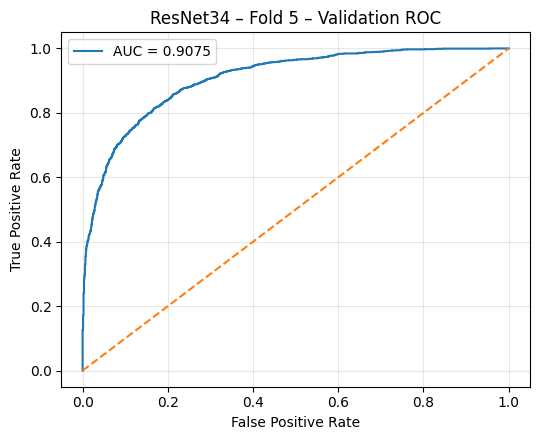 ResNet34 – Fold 5 – Validation ROC
AUC = 0.9075
True Positive Rate
1.0
0.8
0.6
0.4
0.2
0.0
0.0 0.2 0.4 0.6 0.8 1.0
False Positive Rate